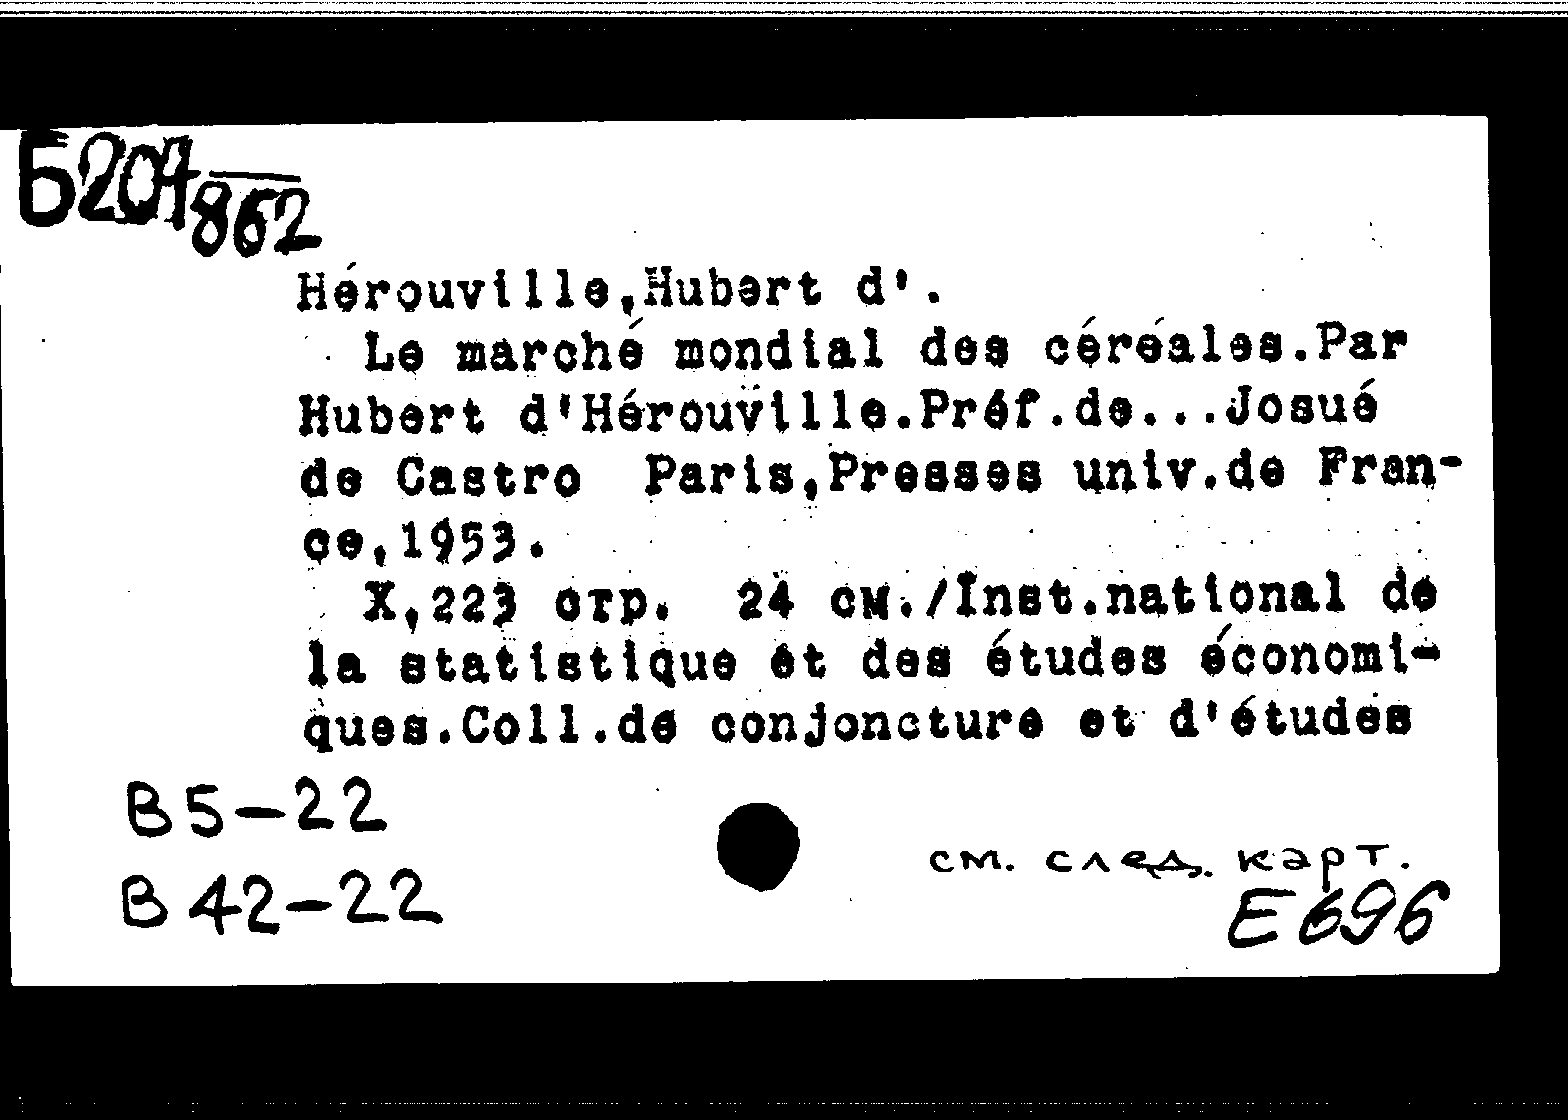 Б207
862
Hérouville,Hubert d'.
Le marché mondial des céréales.Par
Hubert d'Hérouville.Préf.de...Josué
de Castro Paris,Presses univ.de Fran-
ce,1953.
X,223 стр. 24 см./Inst.national de
la statistique et des études économi-
ques.Coll.de conjoncture et d'études
В5-22
В 42-22
см. след. карт.
Е696